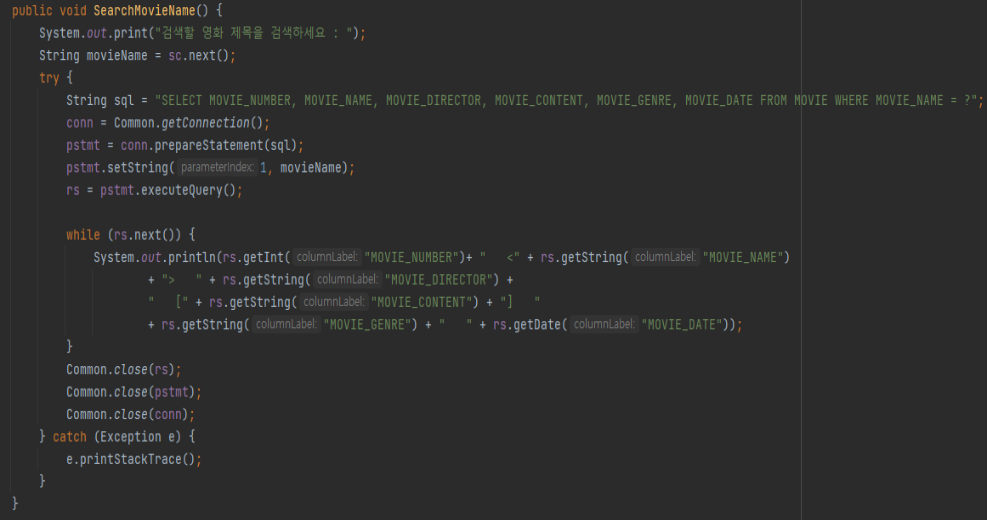 public void SearchMovieName() {
System.out.print("검색할 영화 제목을 검색하세요 : ");
String movieName = sc.next();
try {
String sql = "SELECT MOVIE_NUMBER, MOVIE_NAME, MOVIE_DIRECTOR, MOVIE_CONTENT, MOVIE_GENRE, MOVIE_DATE FROM MOVIE WHERE MOVIE_NAME = ?";
conn = Common.getConnection();
pstmt = conn.prepareStatement(sql);
pstmt.setString( parameterIndex: 1, movieName);
rs = pstmt.executeQuery();
while (rs.next()) {
System.out.println(rs.getInt( columnLabel: "MOVIE_NUMBER")+ "   <" + rs.getString( columnLabel: "MOVIE_NAME")
+ ">   " + rs.getString( columnLabel: "MOVIE_DIRECTOR") +
"   [" + rs.getString( columnLabel: "MOVIE_CONTENT") + "]   "
+ rs.getString( columnLabel: "MOVIE_GENRE") + "   " + rs.getDate( columnLabel: "MOVIE_DATE"));
}
Common.close(rs);
Common.close(pstmt);
Common.close(conn);
} catch (Exception e) {
e.printStackTrace();
}
}